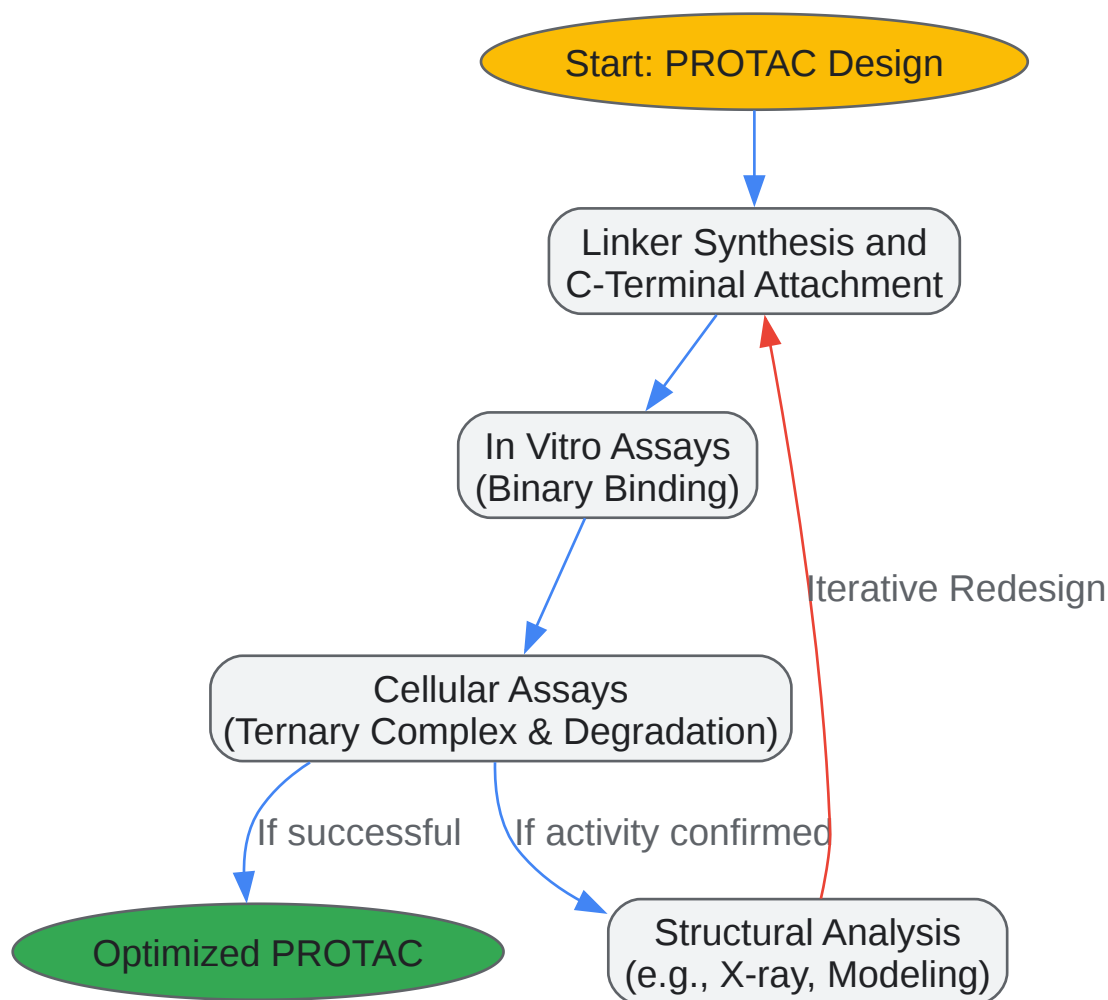 Start: PROTAC Design
Linker Synthesis and
C-Terminal Attachment
In Vitro Assays
(Binary Binding)
Iterative Redesign
Cellular Assays
(Ternary Complex & Degradation)
If successful
If activity confirmed
Optimized PROTAC
Structural Analysis
(e.g., X-ray, Modeling)